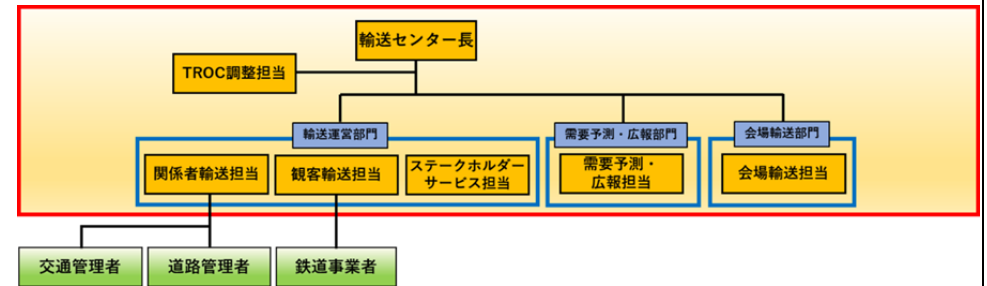 輸送センター長
TROC調整担当
輸送運営部門
需要予測・広報部門
会場輸送部門
関係者輸送担当
観客輸送担当
ステークホルダー
サービス担当
需要予測・
広報担当
会場輸送担当
交通管理者
道路管理者
鉄道事業者